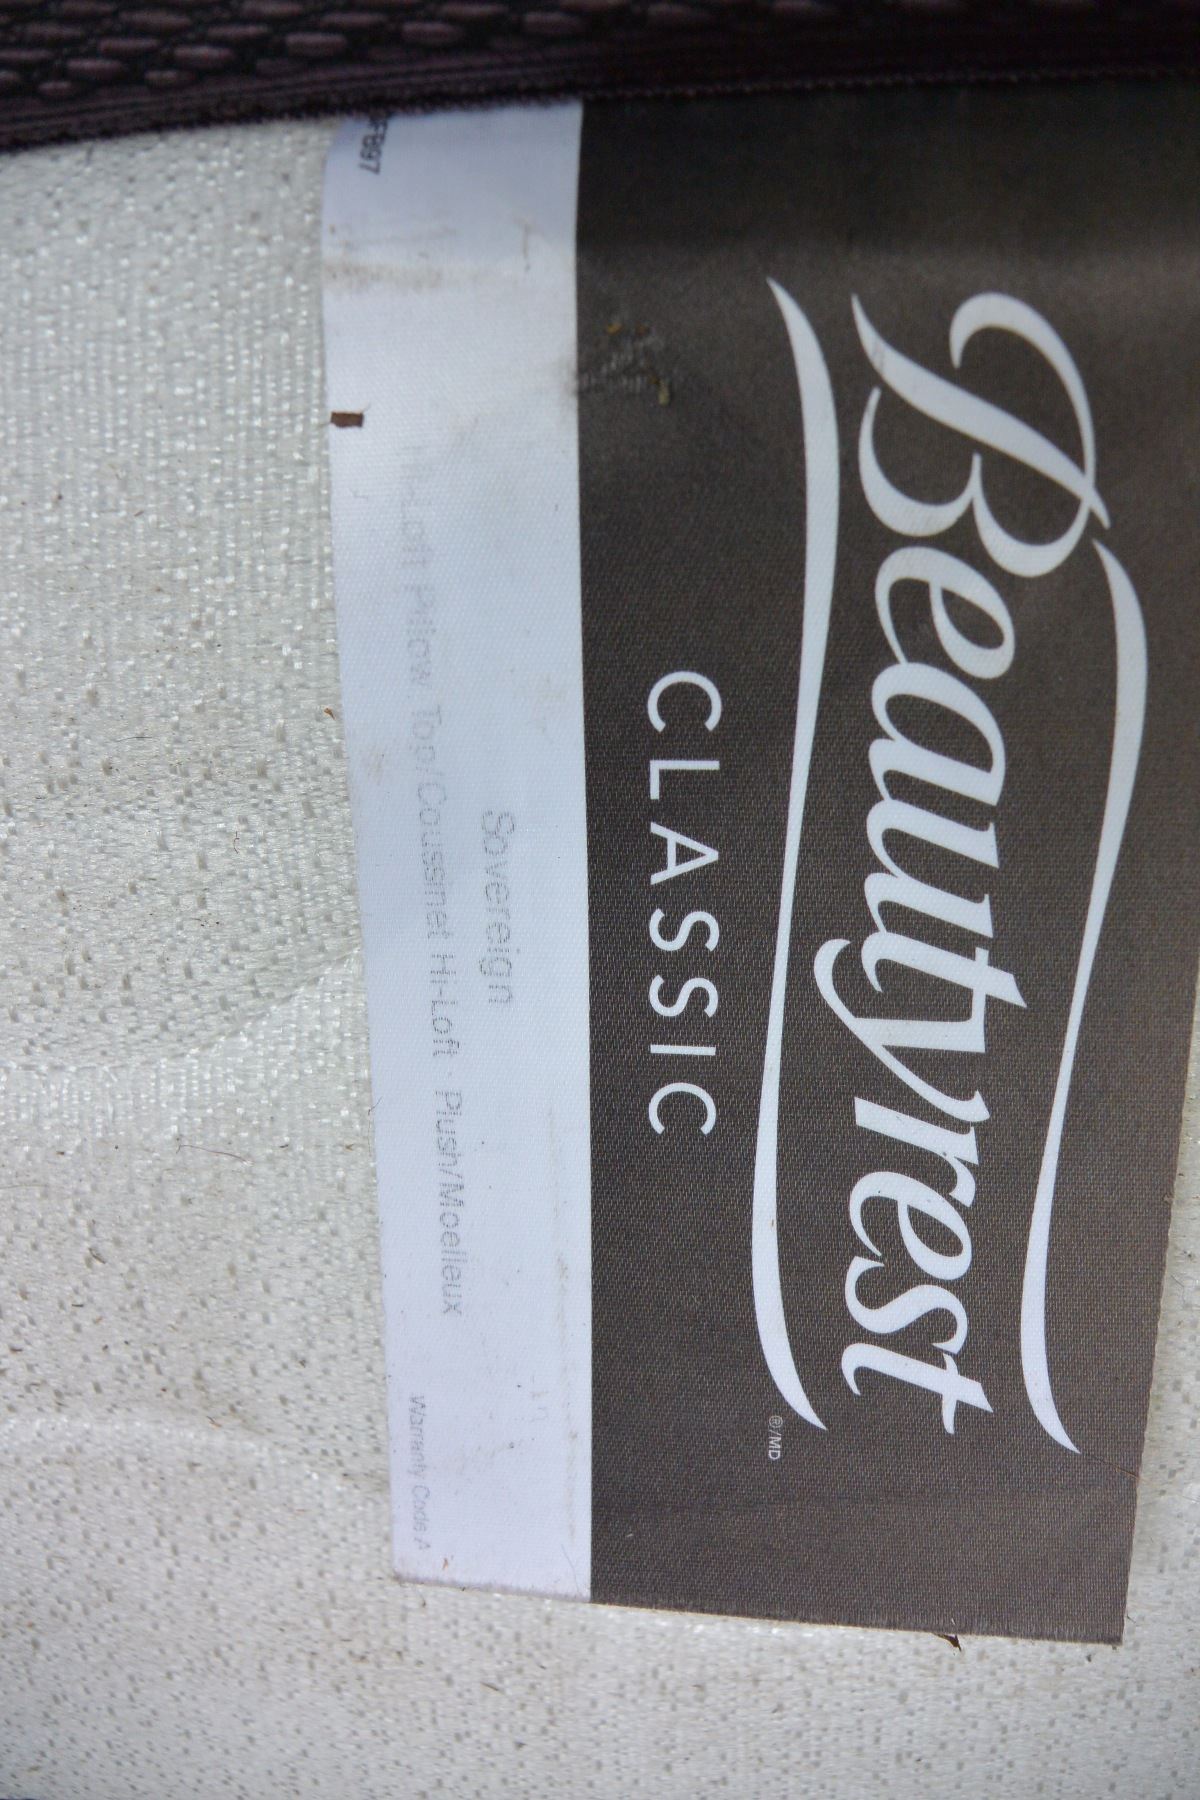 Beautyrest
®/MD
CLASSIC
Sovereign
Hi-Loft Pillow Top/Coussinet Hi-Loft · Plush/Moelleux
Warranty Code A